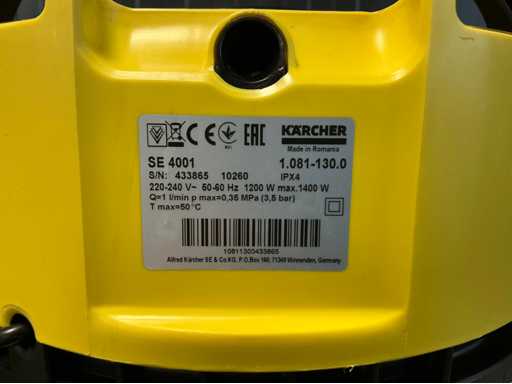 CE EAC KÄRCHER
Made in Romania
SE 4001 1.081-130.0
S/N: 433865 10260 IPX4
220-240 V~ 50-60 Hz 1200 W max.1400 W
Q=1 l/min p max=0,35 MPa (3,5 bar)
T max=50°C
10811300433865
Alfred Kärcher SE & Co.KG, P.O.Box 160, 71349 Winnenden, Germany